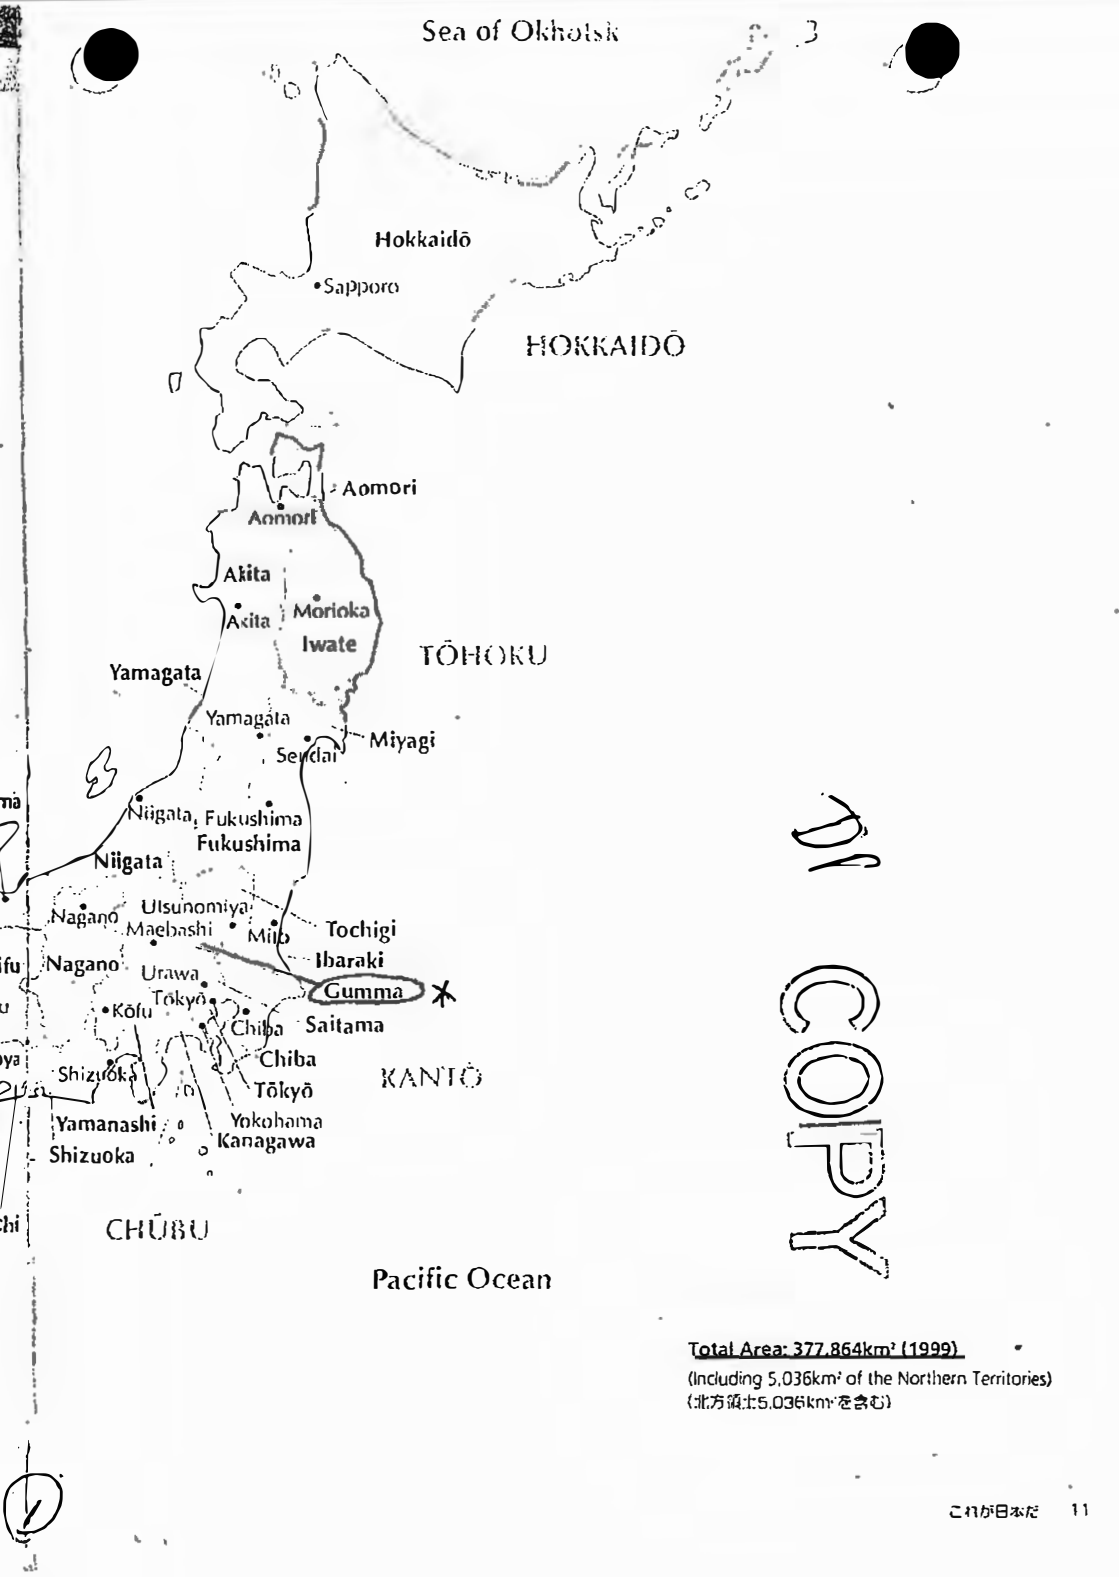 Sea of Okhotsk
Hokkaidō
Sapporo
HOKKAIDŌ
Aomori
Aomori
Akita
Akita
Morioka
Iwate
TŌHOKU
Yamagata
Yamagata
Sendai
Miyagi
Niigata
Fukushima
Fukushima
Niigata
Nagano
Utsunomiya
Maebashi
Mito
Tochigi
Ibaraki
Nagano
Urawa
Gumma
Tōkyō
Kōfu
Chiba
Saitama
Chiba
Shizuoka
KANTŌ
Tōkyō
Yamanashi
Yokohama
Kanagawa
Shizuoka
CHŪBU
Pacific Ocean
COPY
Total Area: 377,864km² (1999)
(Including 5,036km² of the Northern Territories)
(北方領土5,036km²を含む)
これが日本だ 11